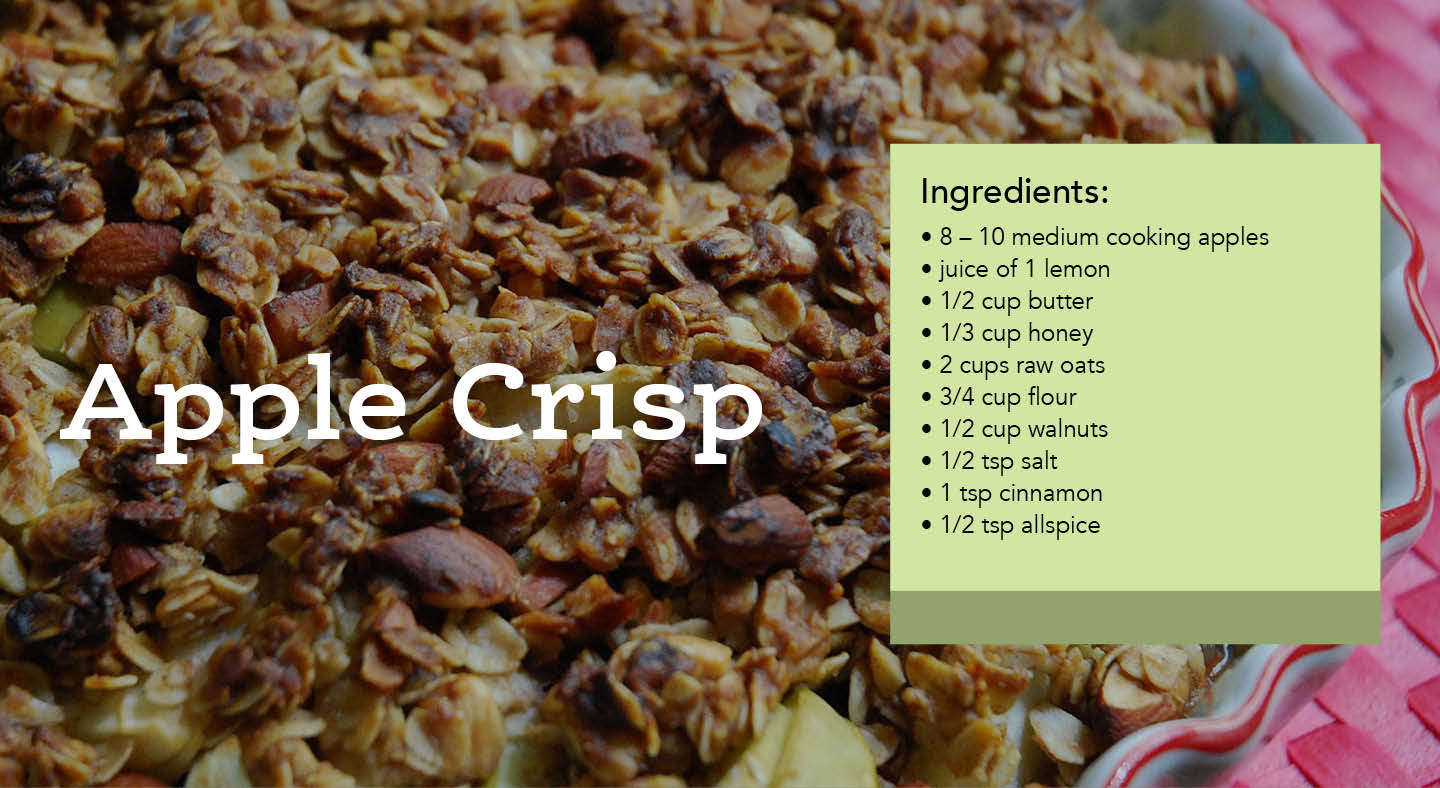 Apple Crisp
Ingredients:
• 8 – 10 medium cooking apples
• juice of 1 lemon
• 1/2 cup butter
• 1/3 cup honey
• 2 cups raw oats
• 3/4 cup flour
• 1/2 cup walnuts
• 1/2 tsp salt
• 1 tsp cinnamon
• 1/2 tsp allspice